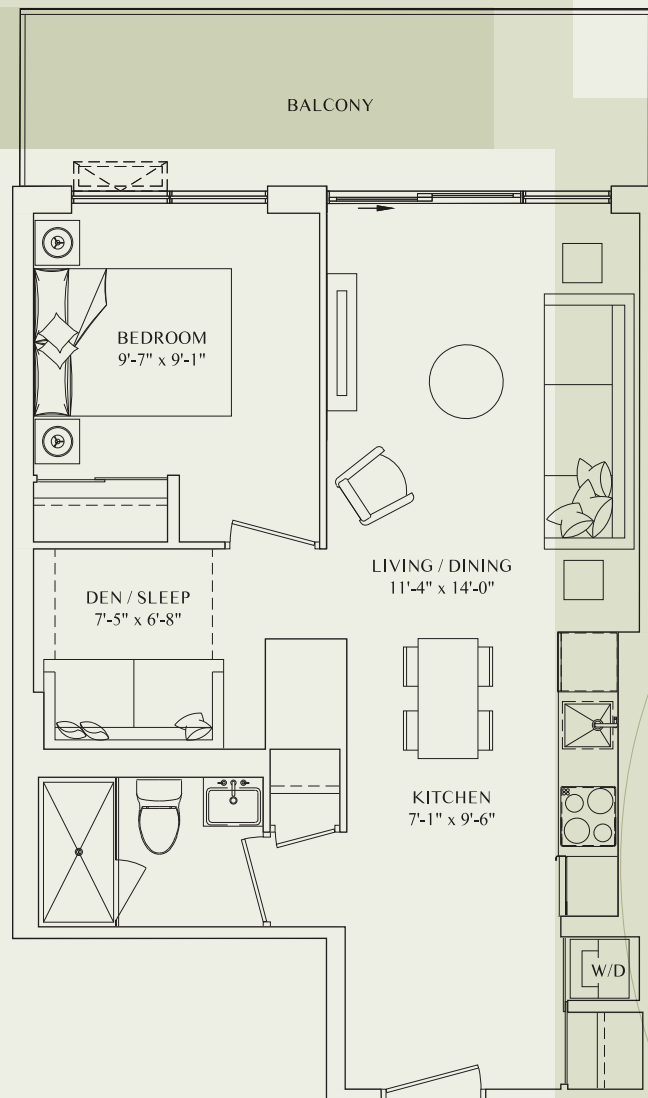 BALCONY
BEDROOM
9'-7" x 9'-1"
LIVING / DINING
11'-4" x 14'-0"
DEN / SLEEP
7'-5" x 6'-8"
KITCHEN
7'-1" x 9'-6"
W/D